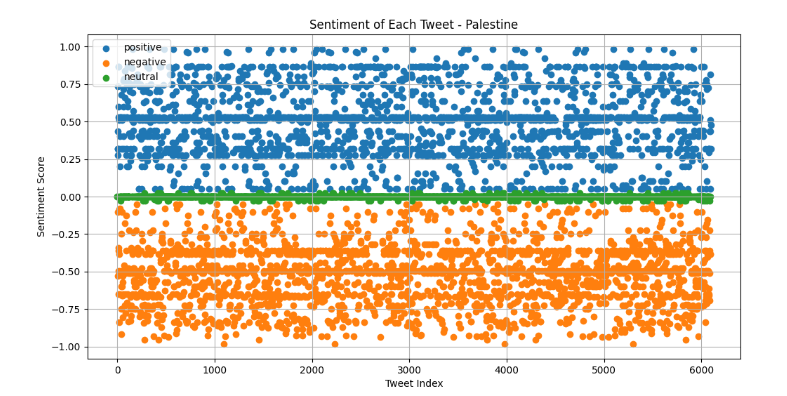 Sentiment of Each Tweet - Palestine
positive
negative
neutral
1.00
0.75
0.50
0.25
0.00
−0.25
−0.50
−0.75
−1.00
Sentiment Score
0 1000 2000 3000 4000 5000 6000
Tweet Index